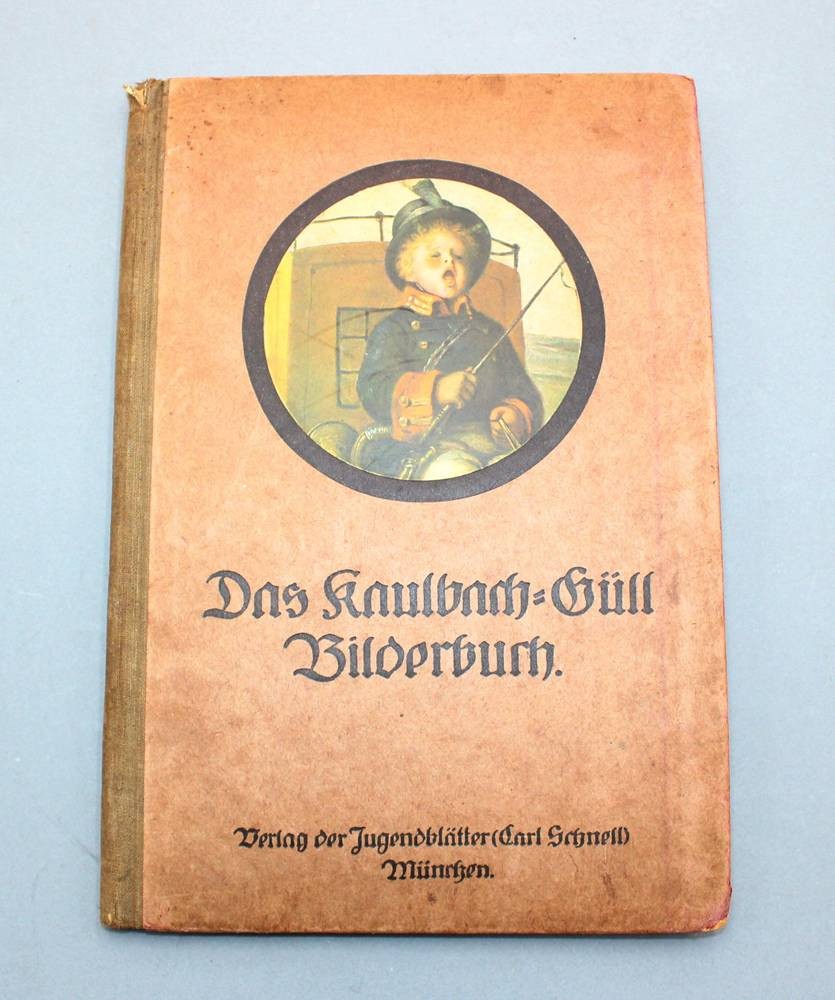 Das Kaulbach=Güll
Bilderbuch.
Verlag der Jugendblätter (Carl Schnell)
München.